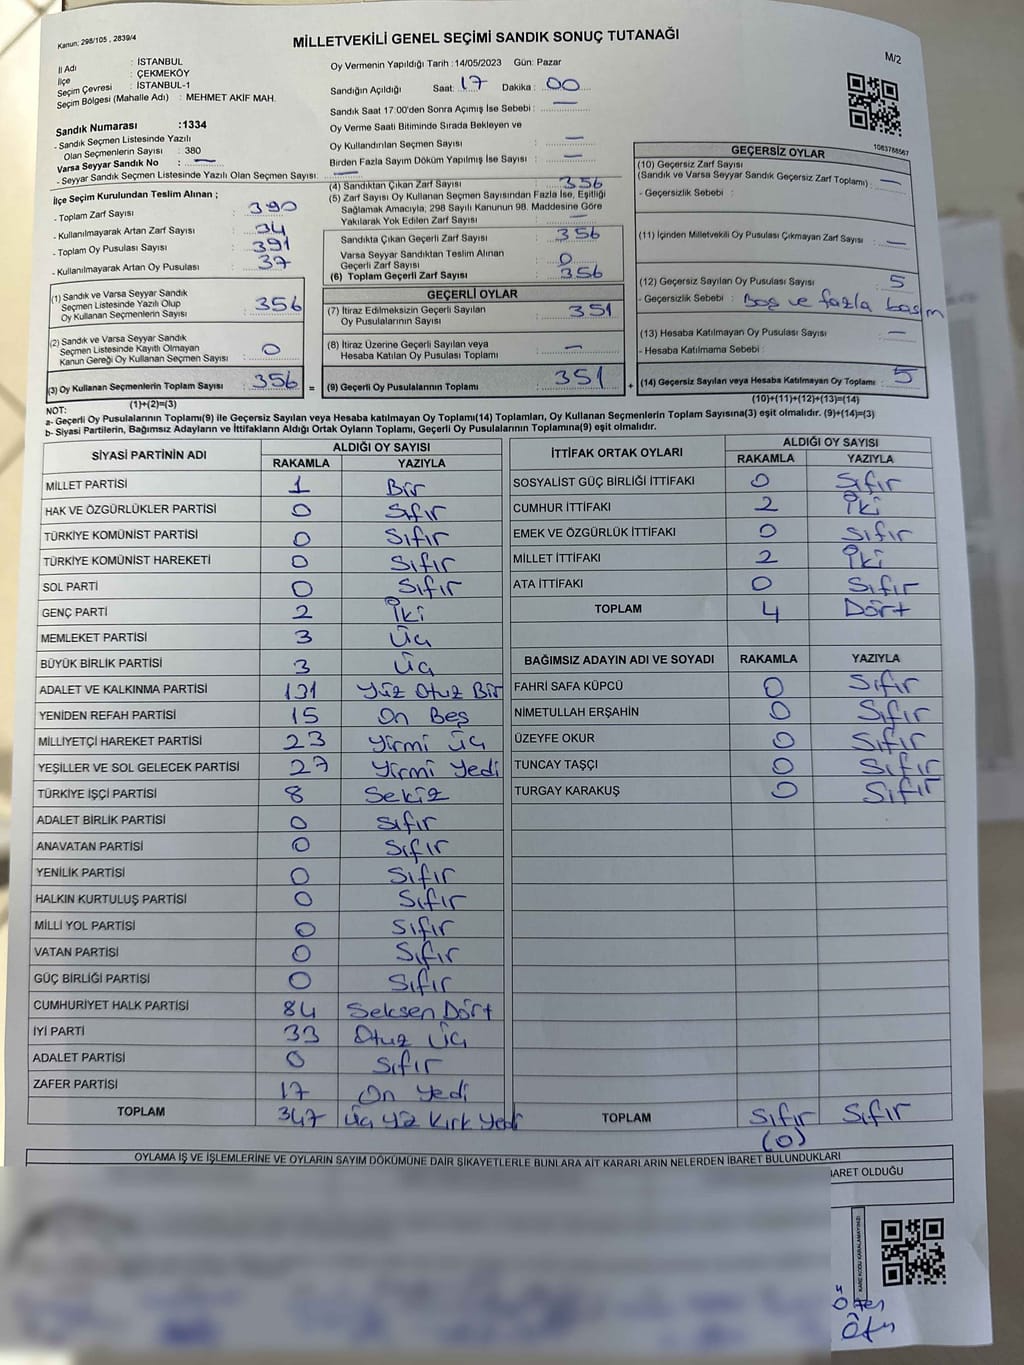 Kanun: 298/105 , 2839/4
MİLLETVEKİLİ GENEL SEÇİMİ SANDIK SONUÇ TUTANAĞI
M/2
İl Adı : İSTANBUL
İlçe : ÇEKMEKÖY
Seçim Çevresi : İSTANBUL-1
Seçim Bölgesi (Mahalle Adı) : MEHMET AKİF MAH.
Sandık Numarası :1334
- Sandık Seçmen Listesinde Yazılı
Olan Seçmenlerin Sayısı : 380
Varsa Seyyar Sandık No : —
- Seyyar Sandık Seçmen Listesinde Yazılı Olan Seçmen Sayısı: —
Oy Vermenin Yapıldığı Tarih :14/05/2023 Gün: Pazar
Sandığın Açıldığı Saat: 17 Dakika : 00
Sandık Saat 17:00'den Sonra Açımış İse Sebebi : —
Oy Verme Saati Bitiminde Sırada Bekleyen ve
Oy Kullandırılan Seçmen Sayısı : —
Birden Fazla Sayım Döküm Yapılmış İse Sayısı : —
1083788567
İlçe Seçim Kurulundan Teslim Alınan ;
- Toplam Zarf Sayısı : 390
- Kullanılmayarak Artan Zarf Sayısı : 34
- Toplam Oy Pusulası Sayısı : 391
- Kullanılmayarak Artan Oy Pusulası : 37
(4) Sandıktan Çıkan Zarf Sayısı : 356
(5) Zarf Sayısı Oy Kullanan Seçmen Sayısından Fazla İse, Eşitliği
Sağlamak Amacıyla, 298 Sayılı Kanunun 98. Maddesine Göre
Yakılarak Yok Edilen Zarf Sayısı : —
Sandıkta Çıkan Geçerli Zarf Sayısı : 356
Varsa Seyyar Sandıktan Teslim Alınan
Geçerli Zarf Sayısı : 0
(6) Toplam Geçerli Zarf Sayısı : 356
GEÇERSİZ OYLAR
(10) Geçersiz Zarf Sayısı
(Sandık ve Varsa Seyyar Sandık Geçersiz Zarf Toplamı) : —
- Geçersizlik Sebebi :
(11) İçinden Milletvekili Oy Pusulası Çıkmayan Zarf Sayısı : —
(12) Geçersiz Sayılan Oy Pusulası Sayısı : 5
- Geçersizlik Sebebi : Boş ve fazla basım
(13) Hesaba Katılmayan Oy Pusulası Sayısı : —
- Hesaba Katılmama Sebebi :
(14) Geçersiz Sayılan veya Hesaba Katılmayan Oy Toplamı : 5
(10)+(11)+(12)+(13)=(14)
(1) Sandık ve Varsa Seyyar Sandık
Seçmen Listesinde Yazılı Olup
Oy Kullanan Seçmenlerin Sayısı : 356
(2) Sandık ve Varsa Seyyar Sandık
Seçmen Listesinde Kayıtlı Olmayan
Kanun Gereği Oy Kullanan Seçmen Sayısı : 0
(3) Oy Kullanan Seçmenlerin Toplam Sayısı : 356 =
(1)+(2)=(3)
GEÇERLİ OYLAR
(7) İtiraz Edilmeksizin Geçerli Sayılan
Oy Pusulalarının Sayısı : 351
(8) İtiraz Üzerine Geçerli Sayılan veya
Hesaba Katılan Oy Pusulası Toplamı : —
(9) Geçerli Oy Pusulalarının Toplamı : 351 +
NOT:
a- Geçerli Oy Pusulalarının Toplamı(9) ile Geçersiz Sayılan veya Hesaba katılmayan Oy Toplamı(14) Toplamları, Oy Kullanan Seçmenlerin Toplam Sayısına(3) eşit olmalıdır. (9)+(14)=(3)
b- Siyasi Partilerin, Bağımsız Adayların ve İttifakların Aldığı Ortak Oyların Toplamı, Geçerli Oy Pusulalarının Toplamına(9) eşit olmalıdır.
SİYASİ PARTİNİN ADI ALDIĞI OY SAYISI
RAKAMLA YAZIYLA
MİLLET PARTİSİ 1 Bir
HAK VE ÖZGÜRLÜKLER PARTİSİ 0 Sıfır
TÜRKİYE KOMÜNİST PARTİSİ 0 Sıfır
TÜRKİYE KOMÜNİST HAREKETİ 0 Sıfır
SOL PARTİ 0 Sıfır
GENÇ PARTİ 2 İki
MEMLEKET PARTİSİ 3 Üç
BÜYÜK BİRLİK PARTİSİ 3 Üç
ADALET VE KALKINMA PARTİSİ 131 Yüz Otuz Bir
YENİDEN REFAH PARTİSİ 15 On Beş
MİLLİYETÇİ HAREKET PARTİSİ 23 Yirmi Üç
YEŞİLLER VE SOL GELECEK PARTİSİ 27 Yirmi Yedi
TÜRKİYE İŞÇİ PARTİSİ 8 Sekiz
ADALET BİRLİK PARTİSİ 0 Sıfır
ANAVATAN PARTİSİ 0 Sıfır
YENİLİK PARTİSİ 0 Sıfır
HALKIN KURTULUŞ PARTİSİ 0 Sıfır
MİLLİ YOL PARTİSİ 0 Sıfır
VATAN PARTİSİ 0 Sıfır
GÜÇ BİRLİĞİ PARTİSİ 0 Sıfır
CUMHURİYET HALK PARTİSİ 84 Seksen Dört
İYİ PARTİ 33 Otuz Üç
ADALET PARTİSİ 0 Sıfır
ZAFER PARTİSİ 17 On Yedi
TOPLAM 347 Üç Yüz Kırk Yedi
İTTİFAK ORTAK OYLARI ALDIĞI OY SAYISI
RAKAMLA YAZIYLA
SOSYALİST GÜÇ BİRLİĞİ İTTİFAKI 0 Sıfır
CUMHUR İTTİFAKI 2 İki
EMEK VE ÖZGÜRLÜK İTTİFAKI 0 Sıfır
MİLLET İTTİFAKI 2 İki
ATA İTTİFAKI 0 Sıfır
TOPLAM 4 Dört
BAĞIMSIZ ADAYIN ADI VE SOYADI RAKAMLA YAZIYLA
FAHRİ SAFA KÜPCÜ 0 Sıfır
NİMETULLAH ERŞAHİN 0 Sıfır
ÜZEYFE OKUR 0 Sıfır
TUNCAY TAŞÇI 0 Sıfır
TURGAY KARAKUŞ 0 Sıfır
TOPLAM Sıfır Sıfır
(0)
OYLAMA İŞ VE İŞLEMLERİNE VE OYLARIN SAYIM DÖKÜMÜNE DAİR ŞİKAYETLERLE BUNLARA AİT KARARLARIN NELERDEN İBARET BULUNDUKLARI
BARET OLDUĞU
KARE KODU KARALAMAYINIZ!